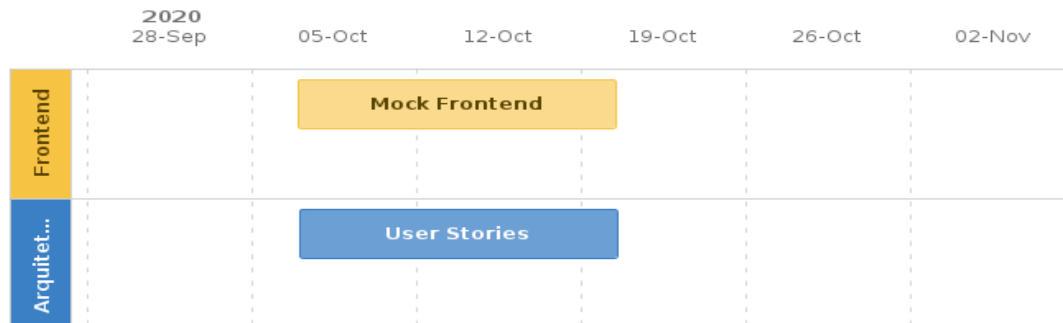 2020
28-Sep 05-Oct 12-Oct 19-Oct 26-Oct 02-Nov
Frontend
Mock Frontend
Arquitet...
User Stories